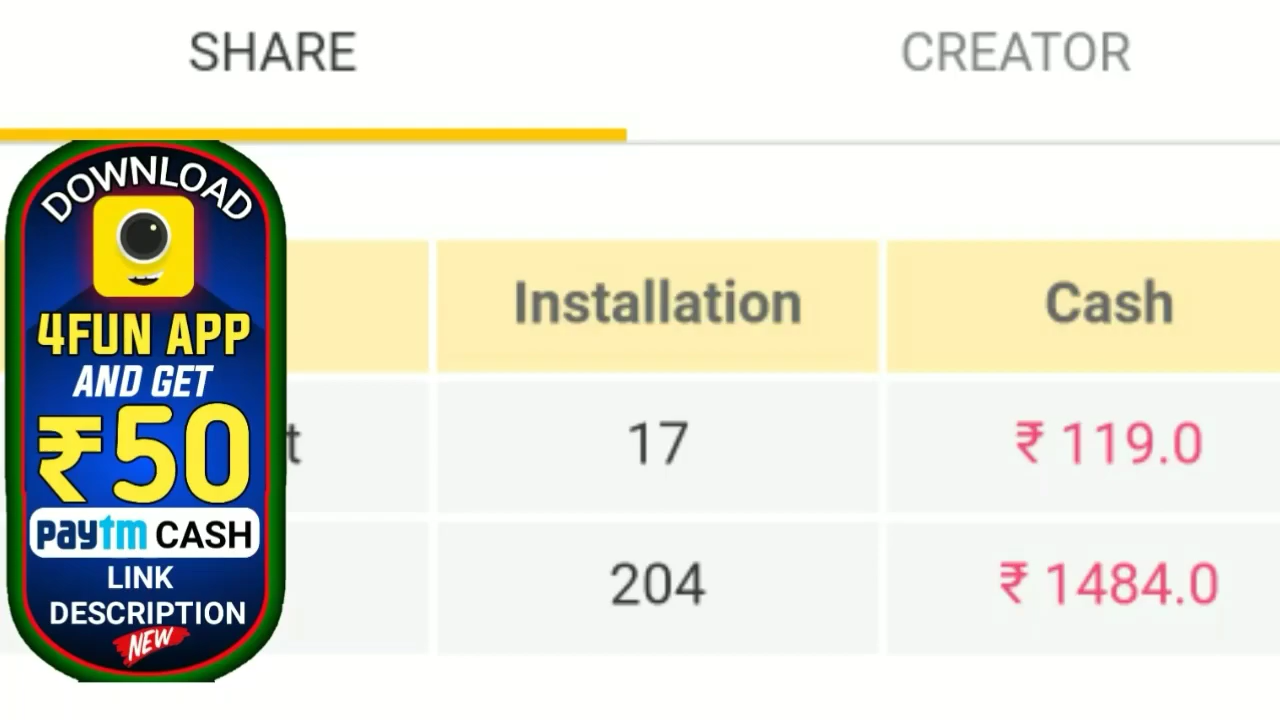 SHARE
CREATOR
DOWNLOAD
4FUN APP
AND GET
₹50
paytm CASH
LINK
DESCRIPTION
NEW
Installation
Cash
t
17
₹ 119.0
204
₹ 1484.0